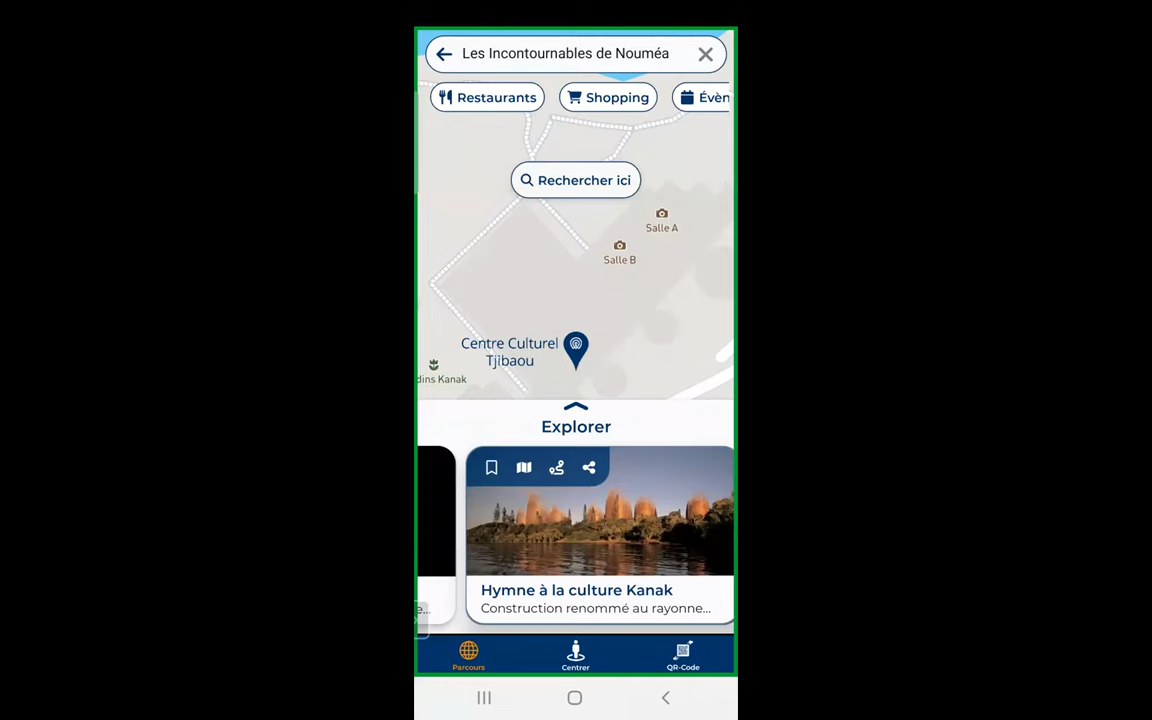 Les Incontournables de Nouméa
Restaurants
Shopping
Évèn
Rechercher ici
Salle A
Salle B
Centre Culturel
Tjibaou
dins Kanak
Explorer
Hymne à la culture Kanak
e...
Construction renommé au rayonne...
Parcours
Centrer
QR-Code